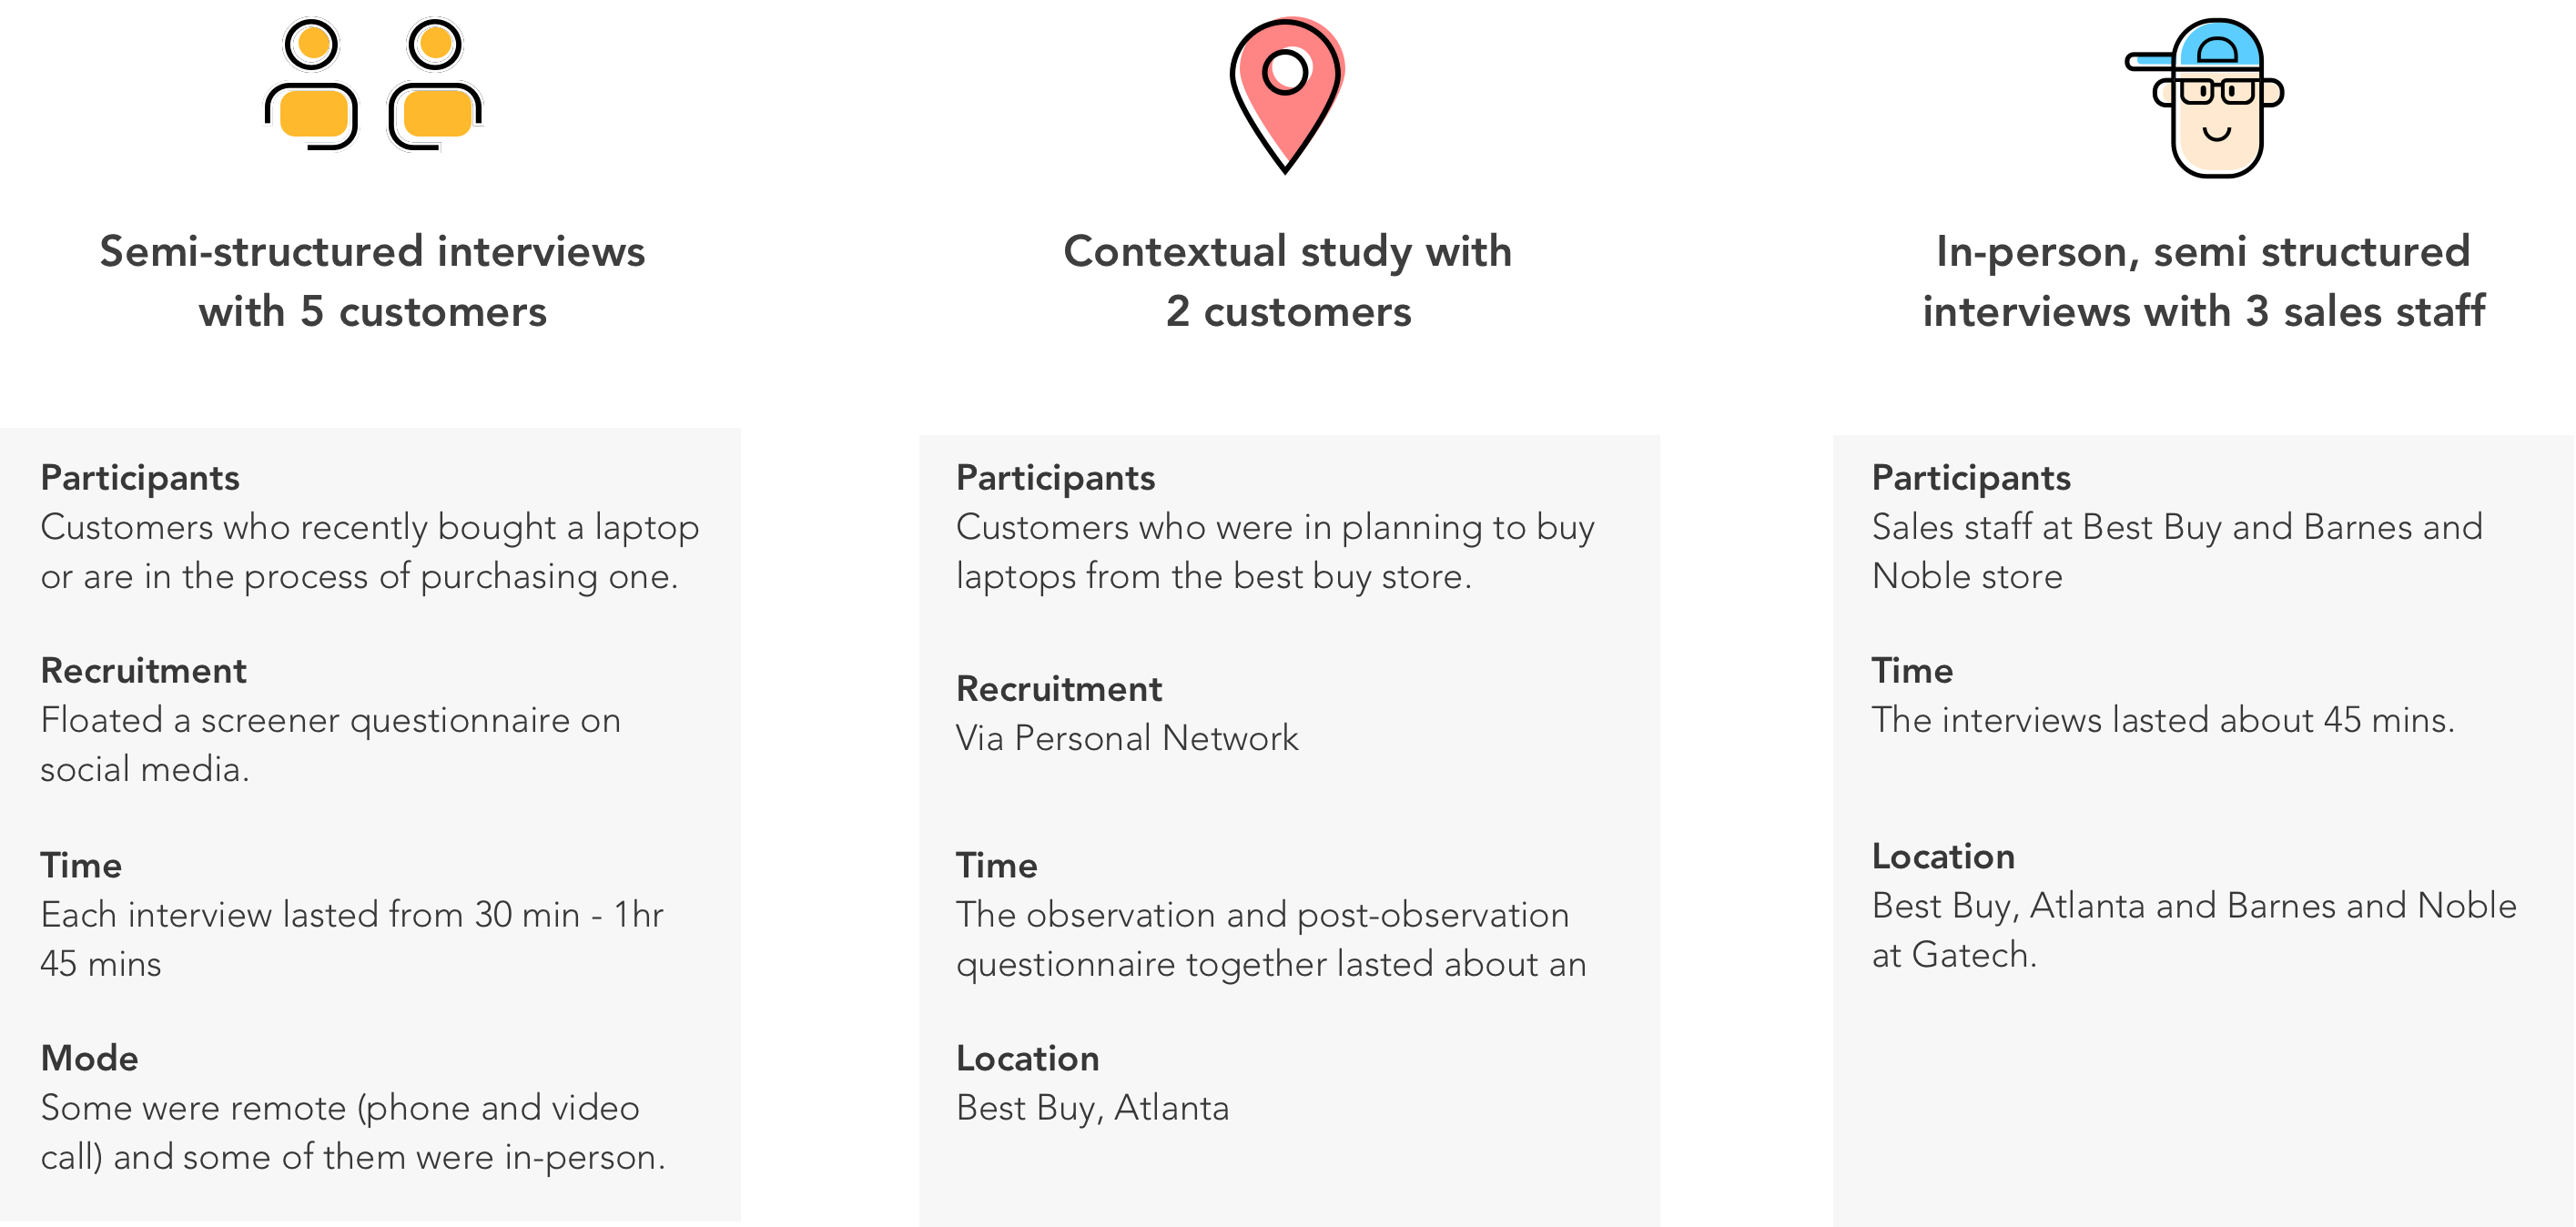 Semi-structured interviews
with 5 customers
Participants
Customers who recently bought a laptop
or are in the process of purchasing one.
Recruitment
Floated a screener questionnaire on
social media.
Time
Each interview lasted from 30 min - 1hr
45 mins
Mode
Some were remote (phone and video
call) and some of them were in-person.
Contextual study with
2 customers
Participants
Customers who were in planning to buy
laptops from the best buy store.
Recruitment
Via Personal Network
Time
The observation and post-observation
questionnaire together lasted about an
Location
Best Buy, Atlanta
In-person, semi structured
interviews with 3 sales staff
Participants
Sales staff at Best Buy and Barnes and
Noble store
Time
The interviews lasted about 45 mins.
Location
Best Buy, Atlanta and Barnes and Noble
at Gatech.